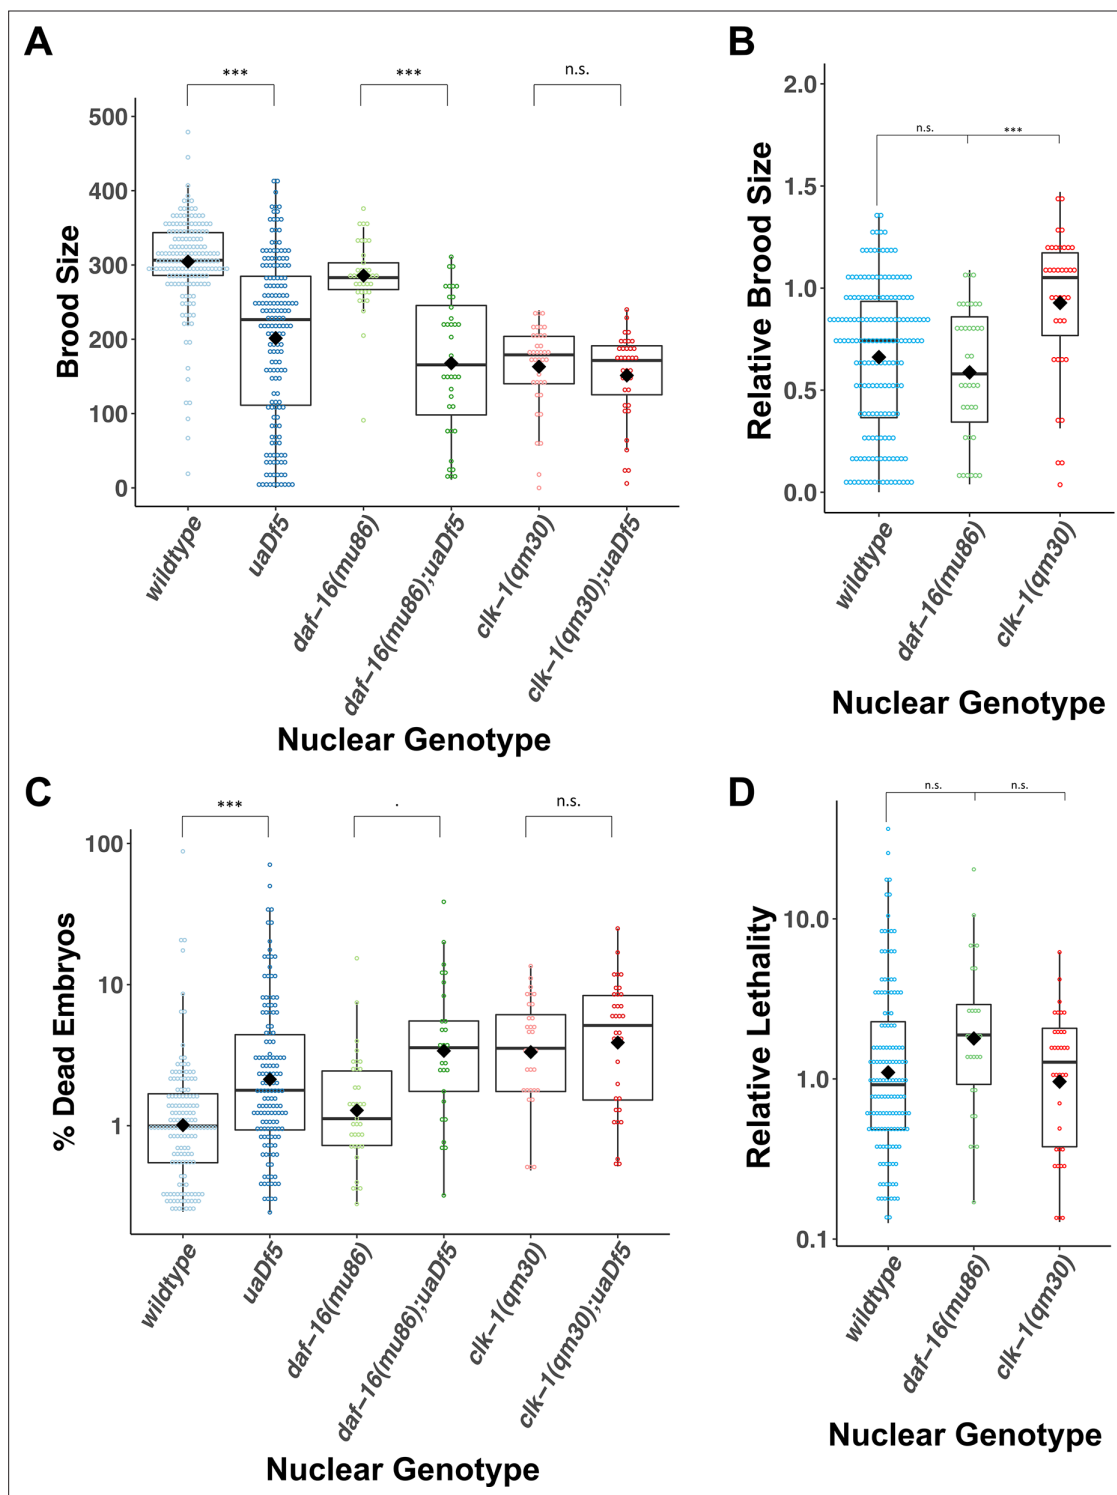 A
*** *** n.s.
Brood Size
500
400
300
200
100
0
wildtype
uaDf5
daf-16(mu86)
daf-16(mu86);uaDf5
clk-1(qm30)
clk-1(qm30);uaDf5
Nuclear Genotype
B
n.s. ***
Relative Brood Size
2.0
1.5
1.0
0.5
0.0
wildtype
daf-16(mu86)
clk-1(qm30)
Nuclear Genotype
C
*** . n.s.
% Dead Embryos
100
10
1
wildtype
uaDf5
daf-16(mu86)
daf-16(mu86);uaDf5
clk-1(qm30)
clk-1(qm30);uaDf5
Nuclear Genotype
D
n.s. n.s.
Relative Lethality
10.0
1.0
0.1
wildtype
daf-16(mu86)
clk-1(qm30)
Nuclear Genotype